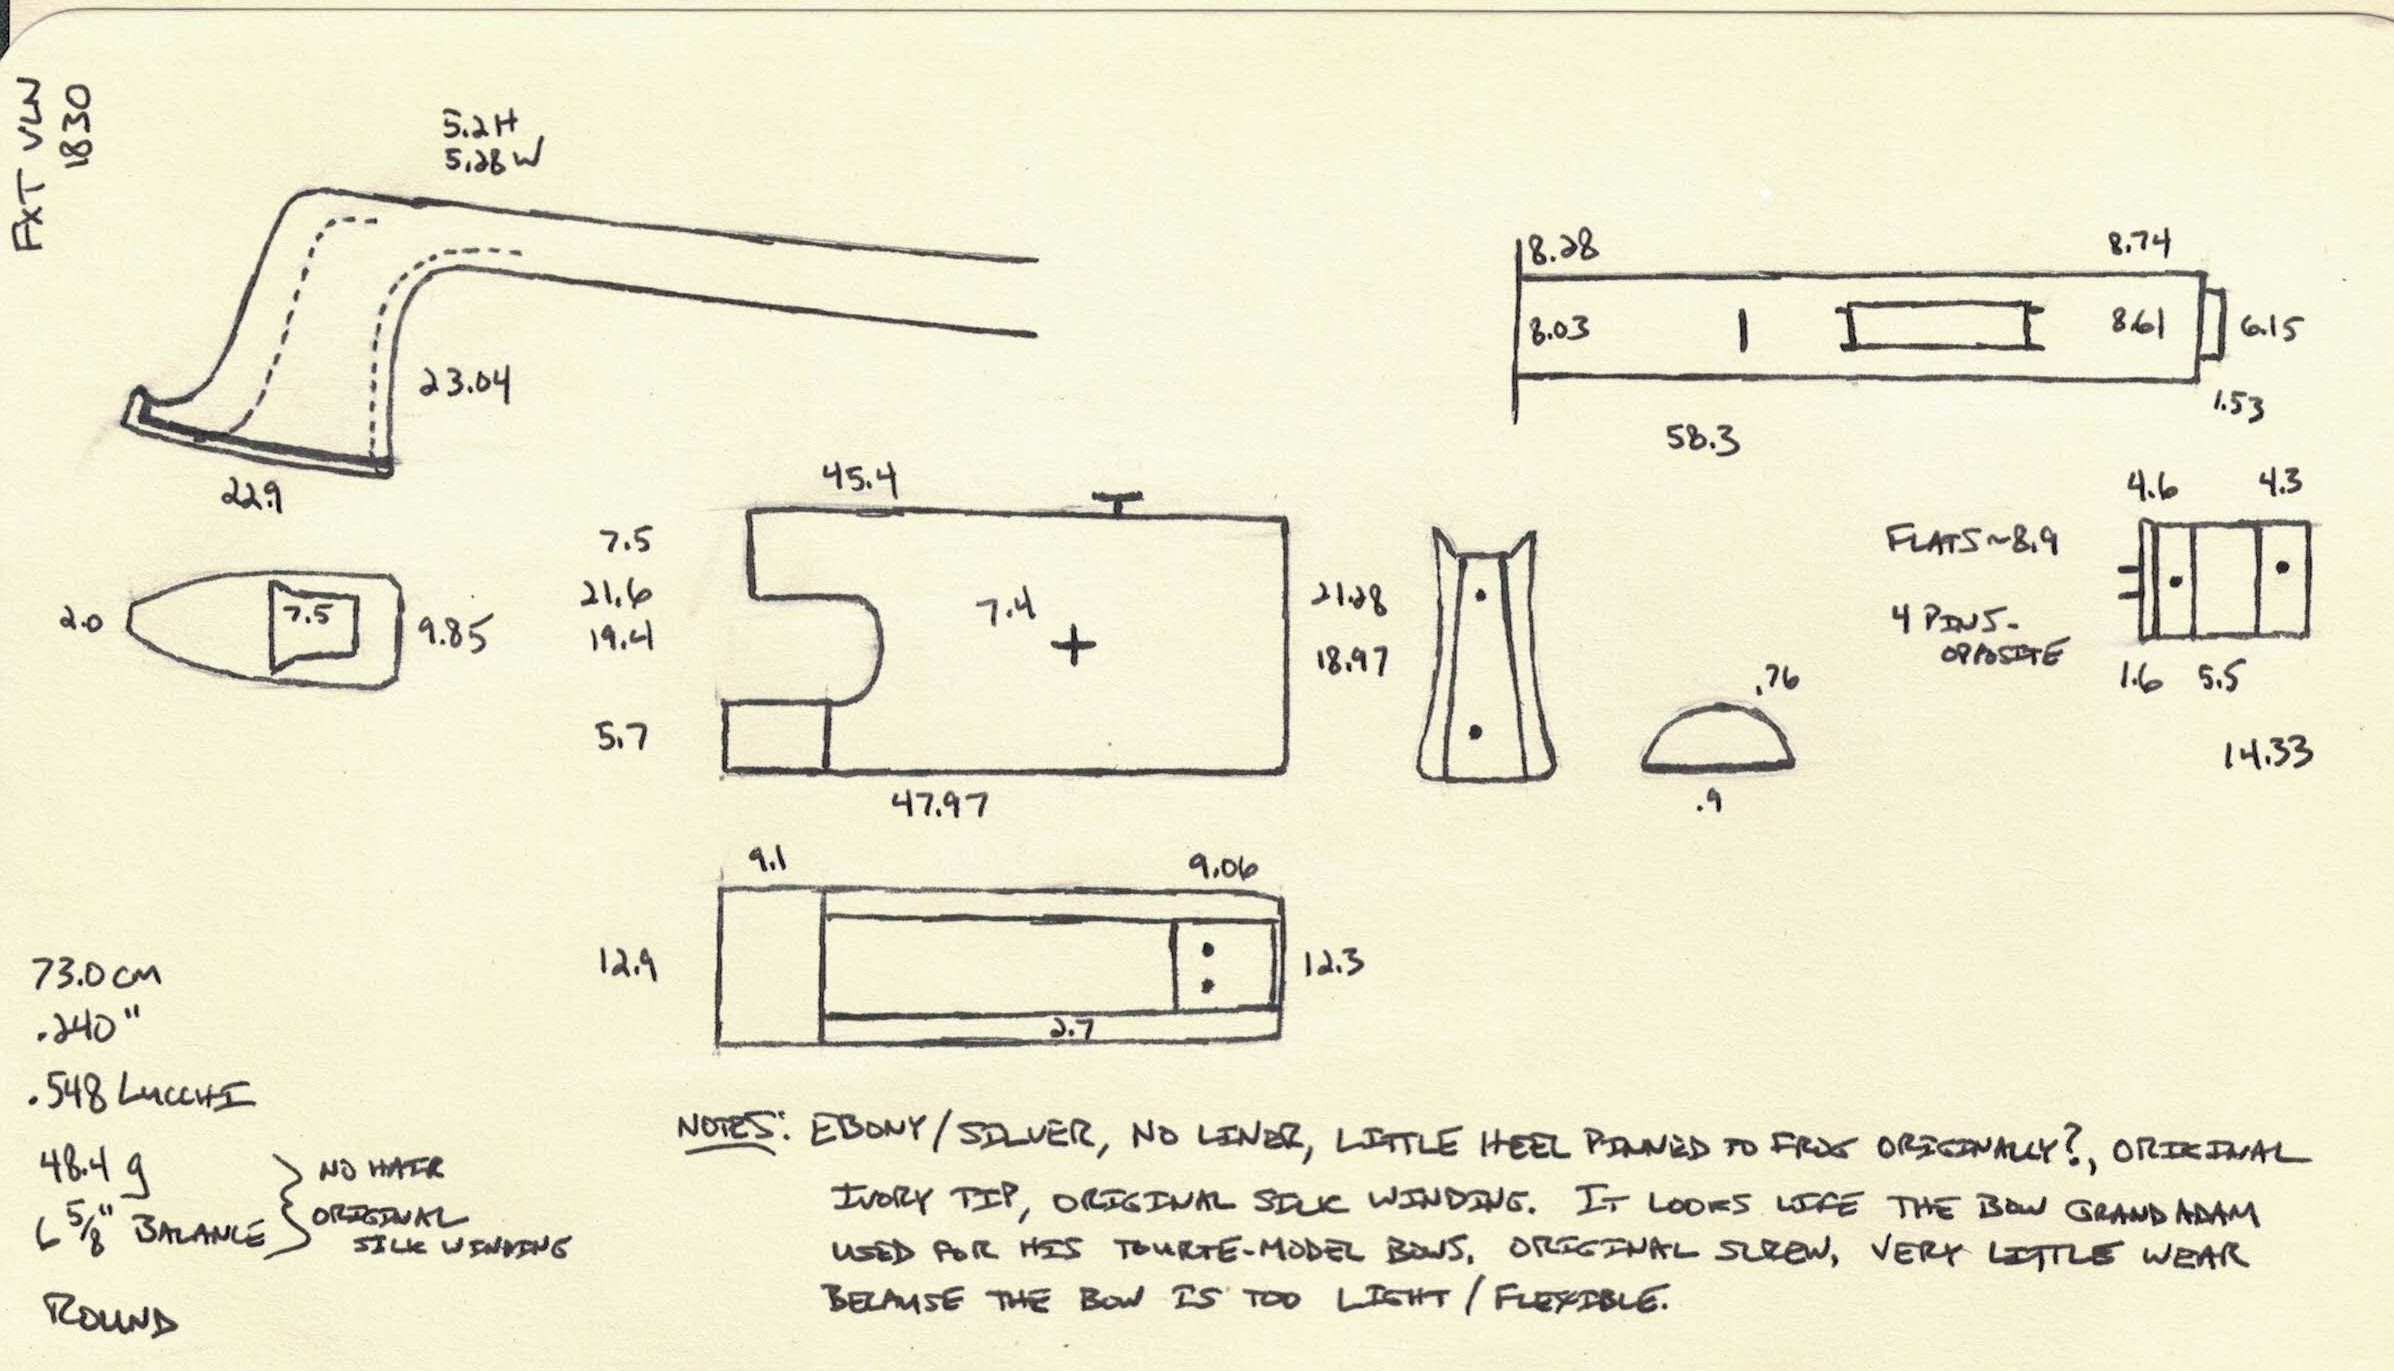 FXT VLN
1830
5.2H
5.28W
23.04
22.9
2.0
7.5
9.85
8.28
8.74
8.03
8.61
6.15
1.53
58.3
45.4
7.5
21.6
19.4
5.7
7.4
21.28
18.97
47.97
.76
.9
4.6
4.3
FLATS ~8.9
4 PINS-
OPPOSITE
1.6
5.5
14.33
9.1
9.06
12.9
12.3
2.7
73.0 CM
.240"
.548 LUCCHI
48.4 g
6 5/8" BALANCE
NO HAIR
ORIGINAL
SILK WINDING
ROUND
NOTES: EBONY/SILVER, NO LINER, LITTLE HEEL PINNED TO FROG ORIGINALLY?, ORIGINAL
IVORY TIP, ORIGINAL SILK WINDING. IT LOOKS LIKE THE BOW GRAND ADAM
USED FOR HIS TOURTE-MODEL BOWS. ORIGINAL SCREW, VERY LITTLE WEAR
BECAUSE THE BOW IS TOO LIGHT/FLEXIBLE.